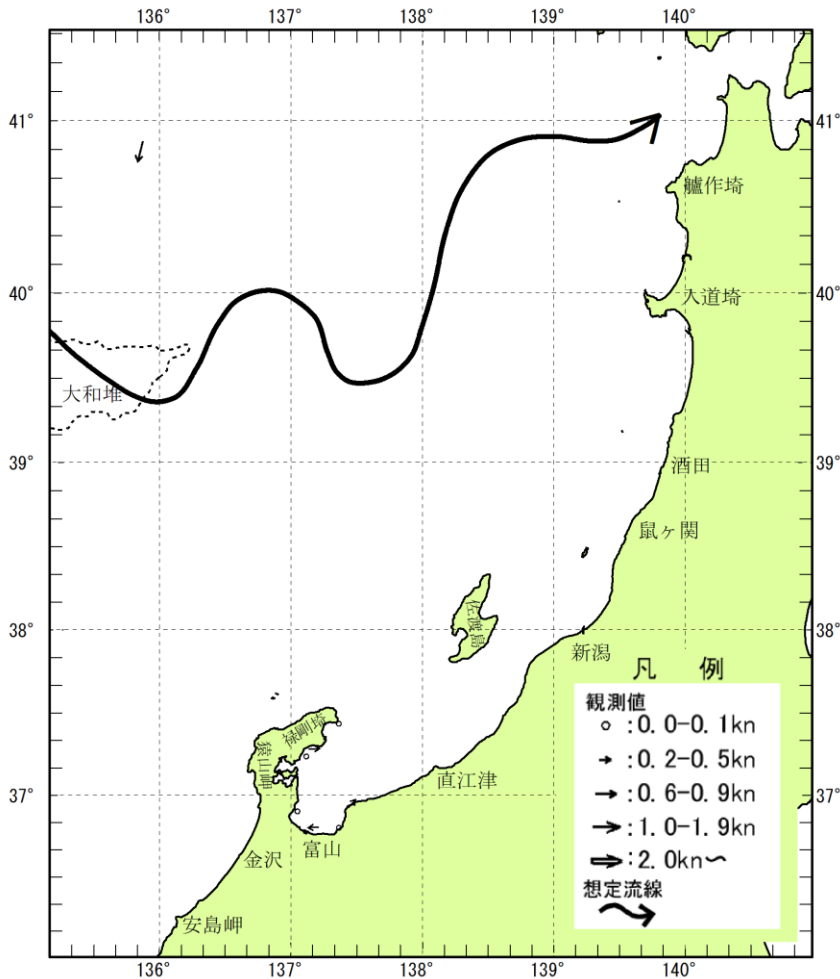 136° 137° 138° 139° 140°
41° 41°
艫作埼
40° 入道埼 40°
大和堆
39° 酒田 39°
鼠ヶ関
佐渡島
38° 38°
新潟
禄剛埼
猿山岬
37° 直江津 37°
富山
金沢
安島岬
136° 137° 138° 139° 140°
凡 例
観測値
:0.0-0.1kn
:0.2-0.5kn
:0.6-0.9kn
:1.0-1.9kn
:2.0kn~
想定流線